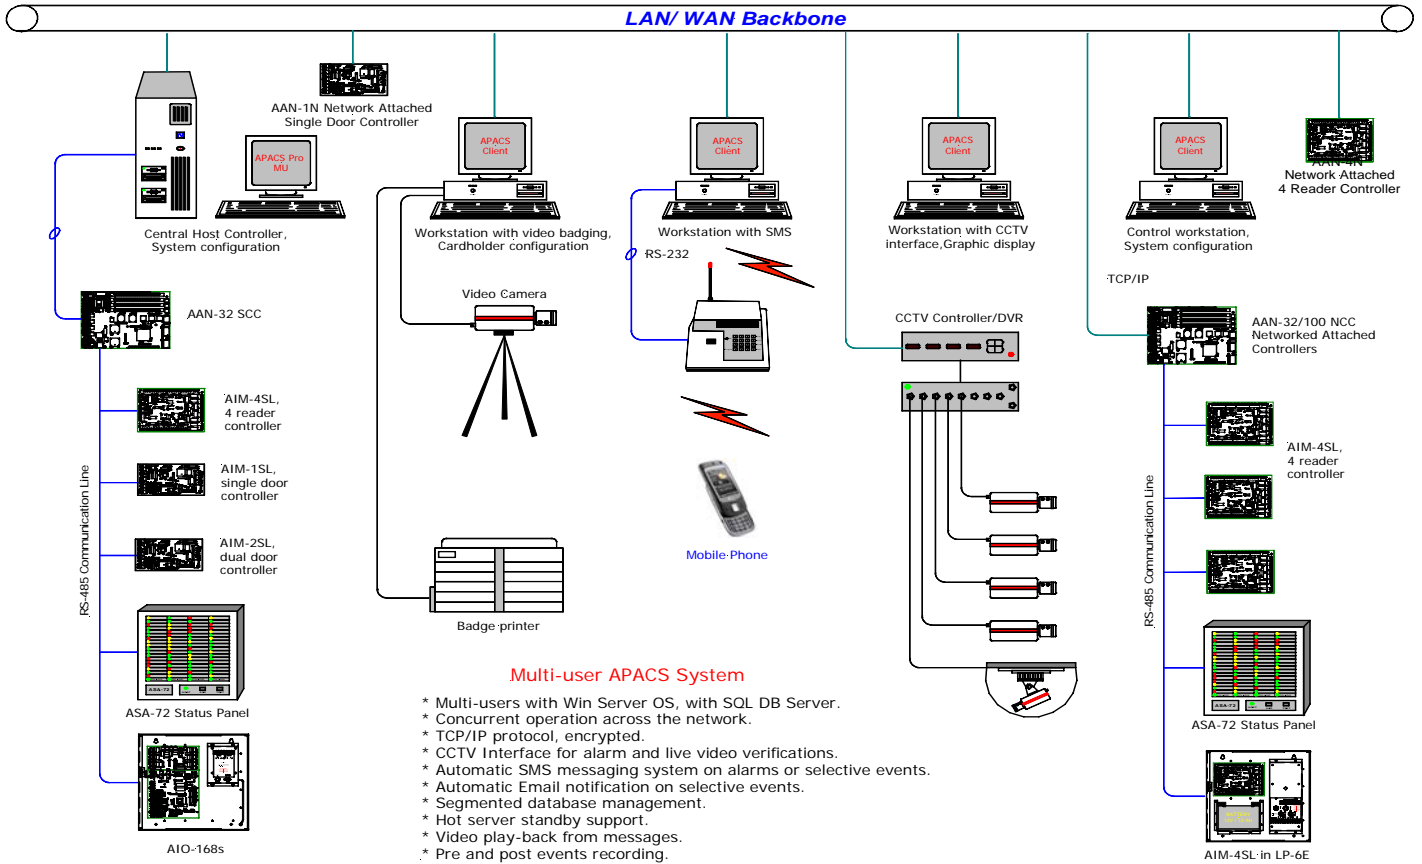 LAN/ WAN Backbone
AAN-1N Network Attached
Single Door Controller
APACS Pro
MU
APACS
Client
APACS
Client
APACS
Client
APACS
Client
AAN-4N
Network Attached
4 Reader Controller
Central Host Controller,
System configuration
Workstation with video badging,
Cardholder configuration
Workstation with SMS
Workstation with CCTV
interface,Graphic display
Control workstation,
System configuration
RS-232
TCP/IP
Video Camera
AAN-32 SCC
CCTV Controller/DVR
AAN-32/100 NCC
Networked Attached
Controllers
AIM-4SL,
4 reader
controller
AIM-1SL,
single door
controller
AIM-2SL,
dual door
controller
RS-485 Communication Line
ASA-72
ASA-72 Status Panel
AIO-168s
Mobile Phone
Badge printer
AIM-4SL,
4 reader
controller
RS-485 Communication Line
ASA-72
ASA-72 Status Panel
AIM-4SL in LP-6E
Multi-user APACS System
* Multi-users with Win Server OS, with SQL DB Server.
* Concurrent operation across the network.
* TCP/IP protocol, encrypted.
* CCTV Interface for alarm and live video verifications.
* Automatic SMS messaging system on alarms or selective events.
* Automatic Email notification on selective events.
* Segmented database management.
* Hot server standby support.
* Video play-back from messages.
* Pre and post events recording.